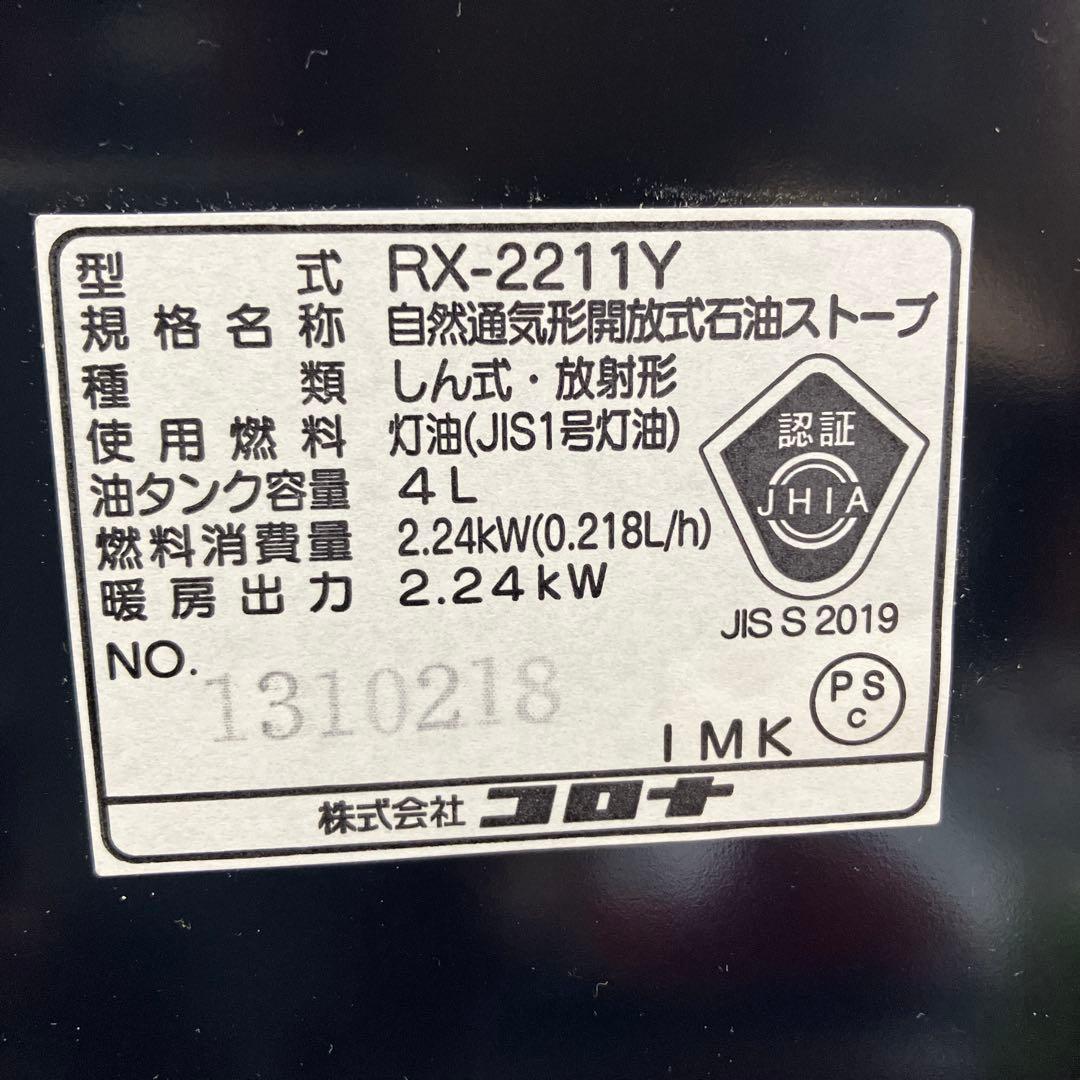 型式 RX-2211Y
規格名称 自然通気形開放式石油ストーブ
種類 しん式・放射形
使用燃料 灯油(JIS1号灯油)
油タンク容量 4L
燃料消費量 2.24kW(0.218L/h)
暖房出力 2.24kW
認証
JHIA
JIS S 2019
NO. 1310218
PS
C
IMK
株式会社 コロナ